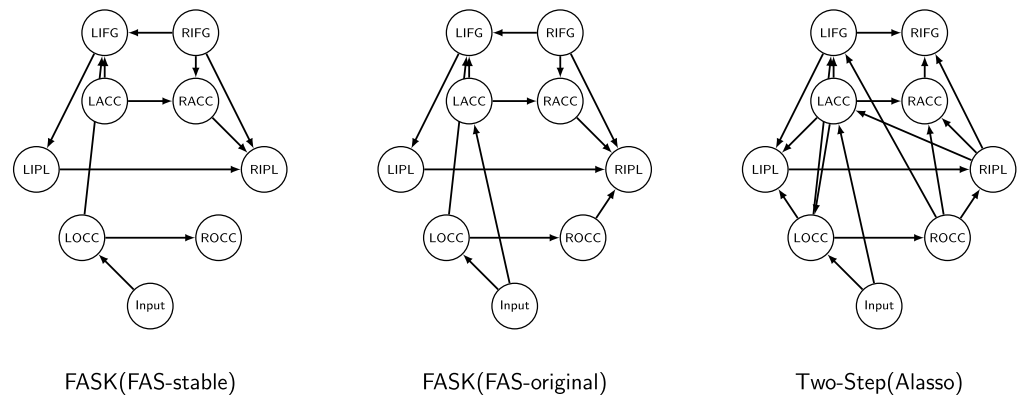 LIFG RIFG LIFG RIFG LIFG RIFG
LACC RACC LACC RACC LACC RACC
LIPL RIPL LIPL RIPL LIPL RIPL
LOCC ROCC LOCC ROCC LOCC ROCC
Input Input Input
FASK(FAS-stable) FASK(FAS-original) Two-Step(Alasso)